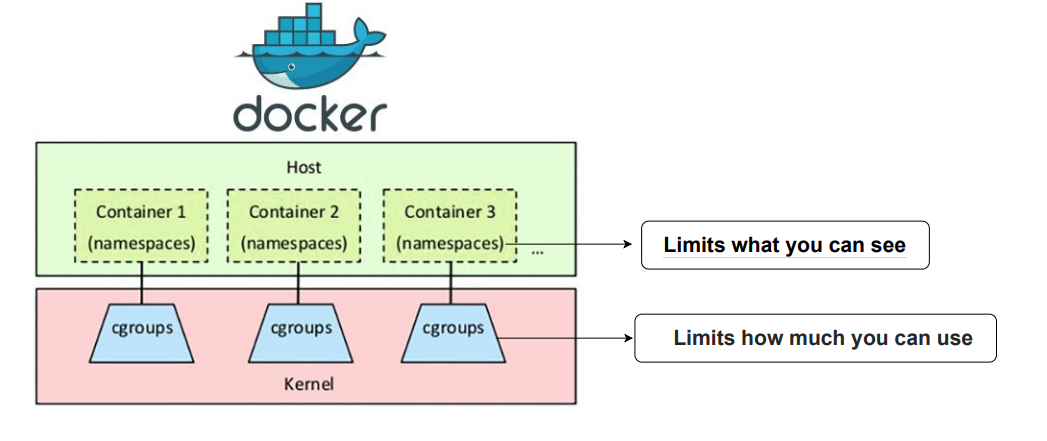 docker
Host
Container 1
(namespaces)
Container 2
(namespaces)
Container 3
(namespaces)
...
Limits what you can see
cgroups
cgroups
cgroups
Limits how much you can use
Kernel